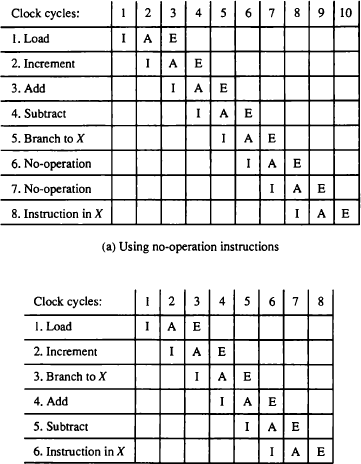 Clock cycles: 1 2 3 4 5 6 7 8 9 10
1. Load I A E
2. Increment I A E
3. Add I A E
4. Subtract I A E
5. Branch to X I A E
6. No-operation I A E
7. No-operation I A E
8. Instruction in X I A E
(a) Using no-operation instructions
Clock cycles: 1 2 3 4 5 6 7 8
1. Load I A E
2. Increment I A E
3. Branch to X I A E
4. Add I A E
5. Subtract I A E
6. Instruction in X I A E